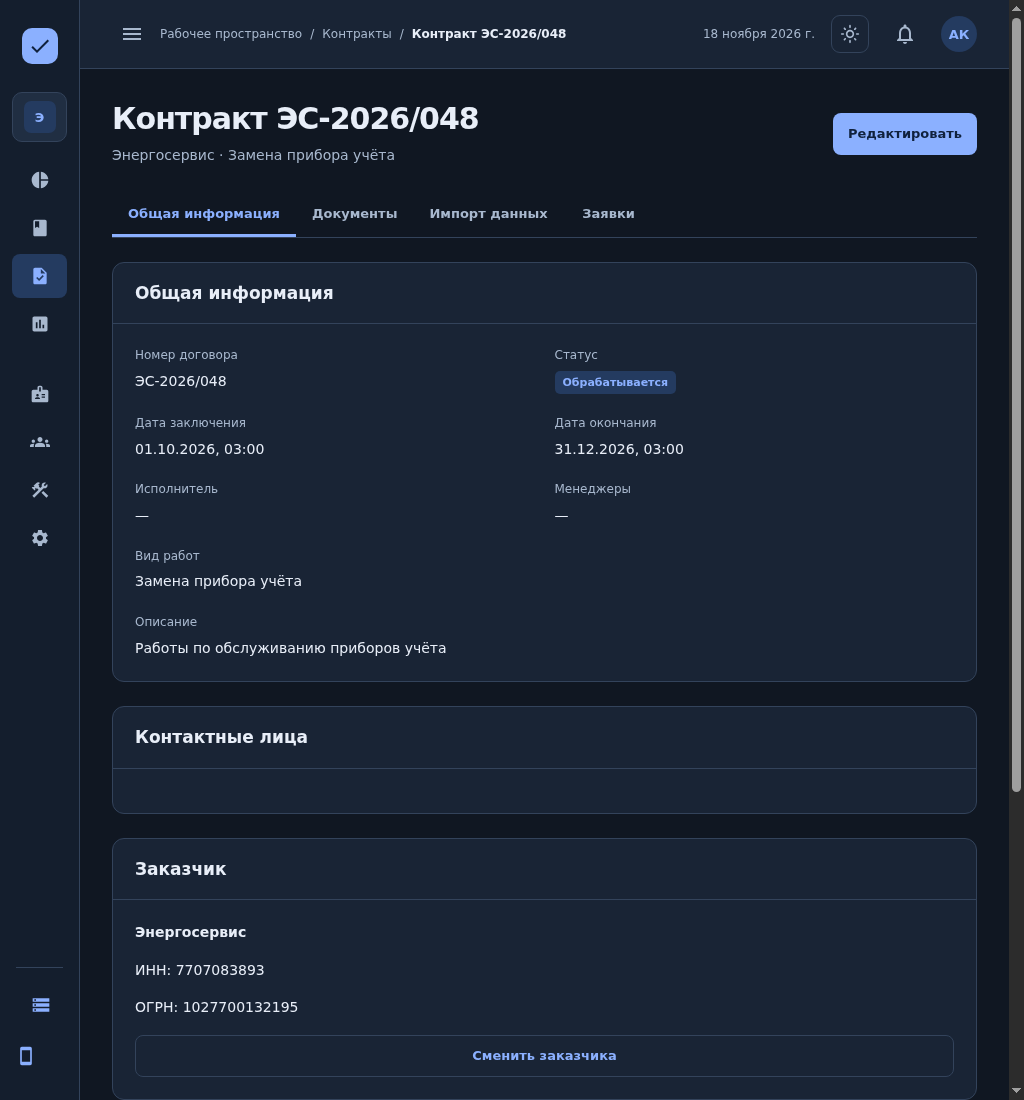 Рабочее пространство / Контракты / Контракт ЭС-2026/048
18 ноября 2026 г.
АК
Э
Контракт ЭС-2026/048
Энергосервис · Замена прибора учёта
Редактировать
Общая информация
Документы
Импорт данных
Заявки
Общая информация
Номер договора
ЭС-2026/048
Статус
Обрабатывается
Дата заключения
01.10.2026, 03:00
Дата окончания
31.12.2026, 03:00
Исполнитель
—
Менеджеры
—
Вид работ
Замена прибора учёта
Описание
Работы по обслуживанию приборов учёта
Контактные лица
Заказчик
Энергосервис
ИНН: 7707083893
ОГРН: 1027700132195
Сменить заказчика